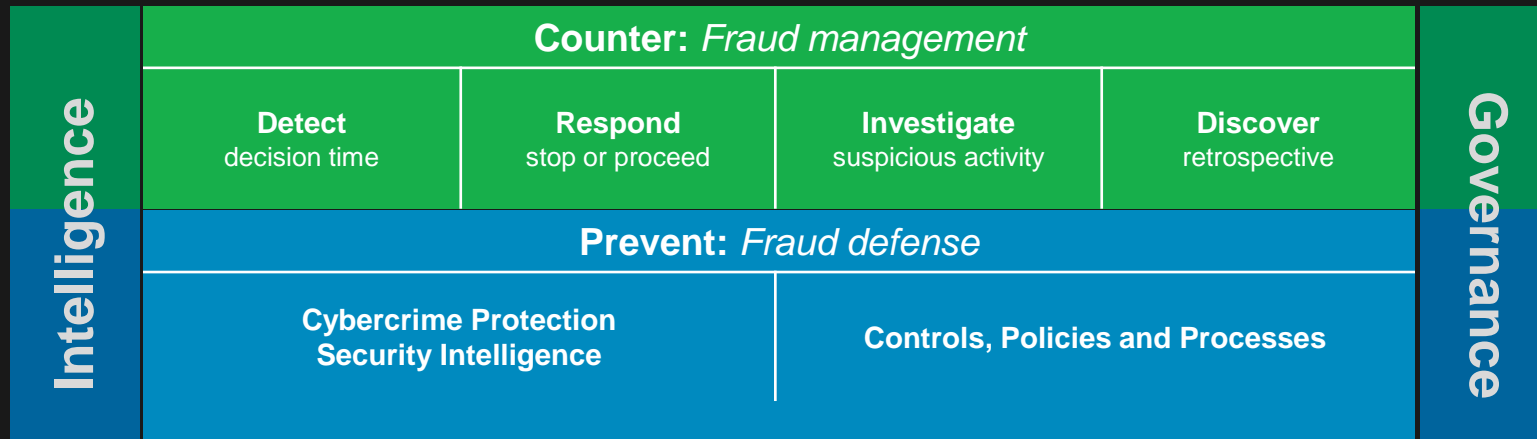 Intelligence
Counter: Fraud management
Detect
decision time
Respond
stop or proceed
Investigate
suspicious activity
Discover
retrospective
Prevent: Fraud defense
Cybercrime Protection
Security Intelligence
Controls, Policies and Processes
Governance